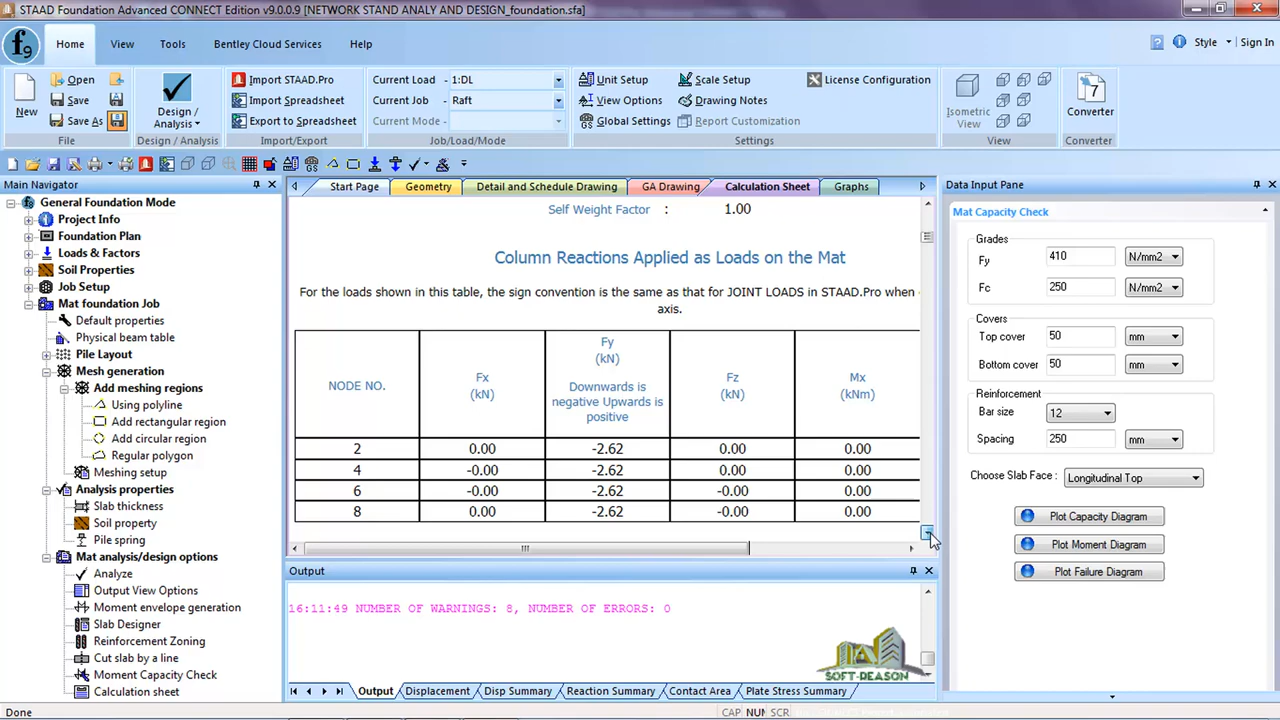 STAAD Foundation Advanced CONNECT Edition v9.0.0.9 [NETWORK STAND ANALY AND DESIGN_foundation.sfa]
Home View Tools Bentley Cloud Services Help Style Sign In
New
Open
Save
Save As
File
Design / Analysis
Design / Analysis
Import STAAD.Pro
Import Spreadsheet
Export to Spreadsheet
Import/Export
Current Load 1:DL
Current Job Raft
Current Mode
Job/Load/Mode
Unit Setup Scale Setup License Configuration
View Options Drawing Notes
Global Settings Report Customization
Settings
Isometric View
View
Converter
Converter
Main Navigator
General Foundation Mode
Project Info
Foundation Plan
Loads & Factors
Soil Properties
Job Setup
Mat foundation Job
Default properties
Physical beam table
Pile Layout
Mesh generation
Add meshing regions
Using polyline
Add rectangular region
Add circular region
Regular polygon
Meshing setup
Analysis properties
Slab thickness
Soil property
Pile spring
Mat analysis/design options
Analyze
Output View Options
Moment envelope generation
Slab Designer
Reinforcement Zoning
Cut slab by a line
Moment Capacity Check
Calculation sheet
Start Page Geometry Detail and Schedule Drawing GA Drawing Calculation Sheet Graphs
Self Weight Factor : 1.00
Column Reactions Applied as Loads on the Mat
For the loads shown in this table, the sign convention is the same as that for JOINT LOADS in STAAD.Pro when
axis.
NODE NO.
Fx
(kN)
Fy
(kN)
Downwards is
negative Upwards is
positive
Fz
(kN)
Mx
(kNm)
2 0.00 -2.62 0.00 0.00
4 -0.00 -2.62 0.00 0.00
6 -0.00 -2.62 -0.00 0.00
8 0.00 -2.62 -0.00 0.00
Output
16:11:49 NUMBER OF WARNINGS: 8, NUMBER OF ERRORS: 0
SOFT-REASON
Output Displacement Disp Summary Reaction Summary Contact Area Plate Stress Summary
Data Input Pane
Mat Capacity Check
Grades
Fy 410 N/mm2
Fc 250 N/mm2
Covers
Top cover 50 mm
Bottom cover 50 mm
Reinforcement
Bar size 12
Spacing 250 mm
Choose Slab Face : Longitudinal Top
Plot Capacity Diagram
Plot Moment Diagram
Plot Failure Diagram
Done CAP NUM SCR